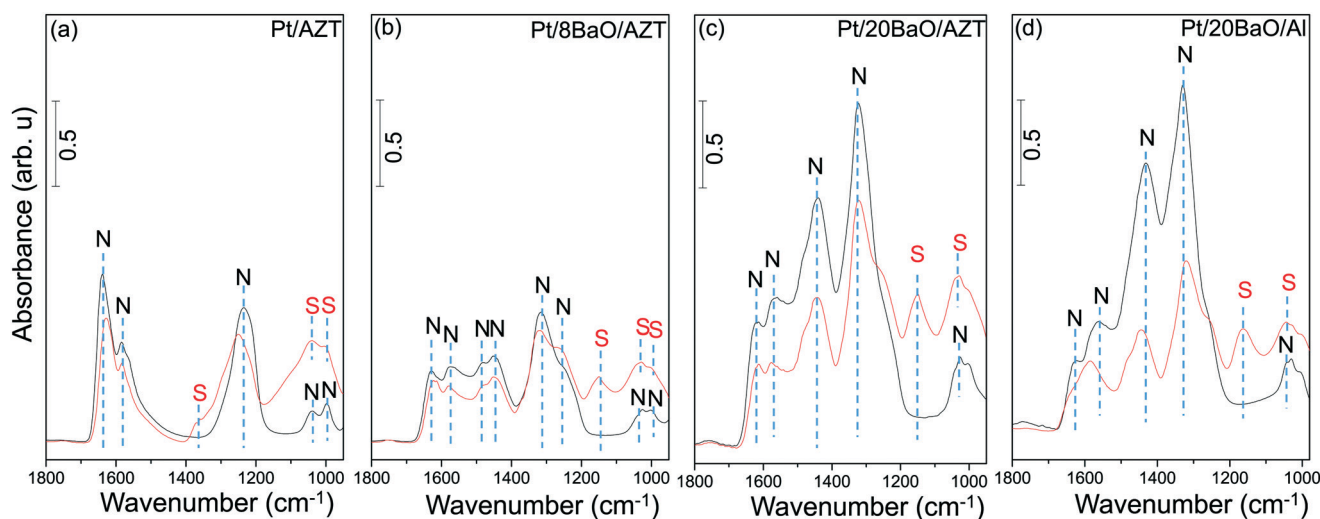 (a) Pt/AZT
(b) Pt/8BaO/AZT
(c) Pt/20BaO/AZT
(d) Pt/20BaO/Al
Absorbance (arb. u)
0.5
N
N
S
N
S S
N N
1800 1600 1400 1200 1000
Wavenumber (cm-1)
0.5
N N N N
N
N
S
S S
N N
1800 1600 1400 1200 1000
Wavenumber (cm-1)
0.5
N N
N
N
S
S
N
1800 1600 1400 1200 1000
Wavenumber (cm-1)
0.5
N N
N
N
S
S
N
1800 1600 1400 1200 1000
Wavenumber (cm-1)